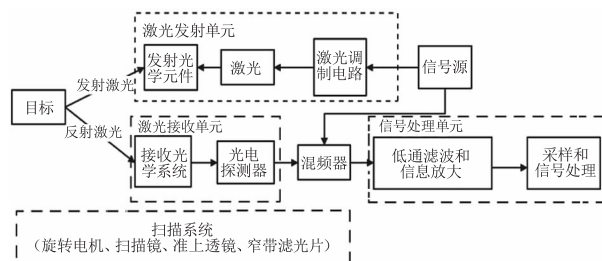 激光发射单元
发射光
学元件
激光
激光调
制电路
信号源
发射激光
目标
反射激光
激光接收单元
接收光
学系统
光电
探测器
混频器
信号处理单元
低通滤波和
信息放大
采样和
信号处理
扫描系统
（旋转电机、扫描镜、准上透镜、窄带滤光片）